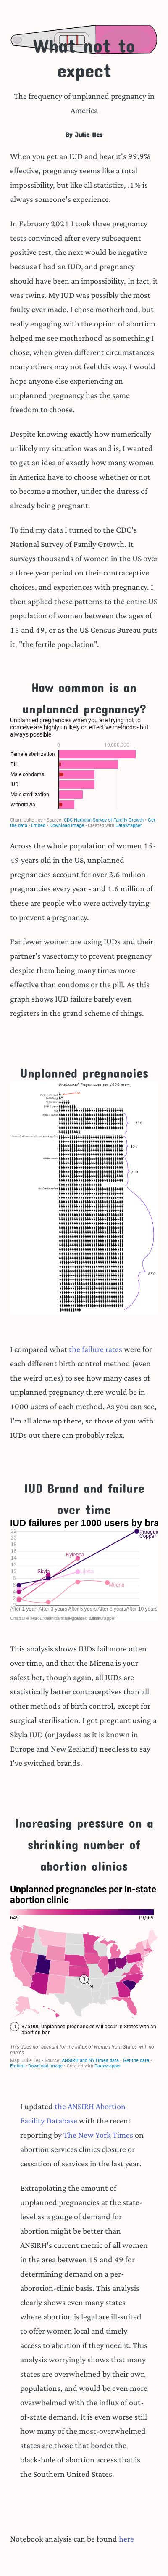 What not to
expect
The frequency of unplanned pregnancy in
America
By Julie Iles
When you get an IUD and hear it's 99.9%
effective, pregnancy seems like a total
impossibility, but like all statistics, .1% is
always someone's experience.
In February 2021 I took three pregnancy
tests convinced after every subsequent
positive test, the next would be negative
because I had an IUD, and pregnancy
should have been an impossibility. In fact, it
was twins. My IUD was possibly the most
faulty ever made. I chose motherhood, but
really engaging with the option of abortion
helped me see motherhood as something I
chose, when given different circumstances
many others may not feel this way. I would
hope anyone else experiencing an
unplanned pregnancy has the same
freedom to choose.
Despite knowing exactly how numerically
unlikely my situation was and is, I wanted
to get an idea of exactly how many women
in America have to choose whether or not
to become a mother, under the duress of
already being pregnant.
To find my data I turned to the CDC's
National Survey of Family Growth. It
surveys thousands of women in the US over
a three year period on their contraceptive
choices, and experiences with pregnancy. I
then applied these patterns to the entire US
population of women between the ages of
15 and 49, or as the US Census Bureau puts
it, "the fertile population".
How common is an
unplanned pregnancy?
Unplanned pregnancies when you are trying not to
conceive are highly unlikely on effective methods - but
always possible.
0 10,000,000
Female sterilization
Pill
Male condoms
IUD
Male sterilization
Withdrawal
Chart: Julie Iles • Source: CDC National Survey of Family Growth • Get
the data • Embed • Download image • Created with Datawrapper
Across the whole population of women 15-
49 years old in the US, unplanned
pregnancies account for over 3.6 million
pregnancies every year - and 1.6 million of
these are people who were actively trying
to prevent a pregnancy.
Far fewer women are using IUDs and their
partner's vasectomy to prevent pregnancy
despite them being many times more
effective than condoms or the pill. As this
graph shows IUD failure barely even
registers in the grand scheme of things.
Unplanned pregnancies
Unplanned Pregnancies per 1000 users
850
I compared what the failure rates were for
each different birth control method (even
the weird ones) to see how many cases of
unplanned pregnancy there would be in
1000 users of each method. As you can see,
I'm all alone up there, so those of you with
IUDs out there can probably relax.
IUD Brand and failure
over time
IUD failures per 1000 users by bra
22
20
18
16
14
12
10
8
6
4
2
Paragua
Copper
Kyleena
Skyla
Mirena
After 1 year After 3 years After 5 years After 8 years After 10 years
This analysis shows IUDs fail more often
over time, and that the Mirena is your
safest bet, though again, all IUDs are
statistically better contraceptives than all
other methods of birth control, except for
surgical sterilisation. I got pregnant using a
Skyla IUD (or Jaydess as it is known in
Europe and New Zealand) needless to say
I've switched brands.
Increasing pressure on a
shrinking number of
abortion clinics
Unplanned pregnancies per in-state
abortion clinic
649 19,569
1
1 875,000 unplanned pregnancies will occur in States with an
abortion ban
This does not account for the influx of women from States with no
clinics
Map: Julie Iles • Source: ANSIRH and NYTimes data • Get the data •
Embed • Download image • Created with Datawrapper
I updated the ANSIRH Abortion
Facility Database with the recent
reporting by The New York Times on
abortion services clinics closure or
cessation of services in the last year.
Extrapolating the amount of
unplanned pregnancies at the state-
level as a gauge of demand for
abortion might be better than
ANSIRH's current metric of all women
in the area between 15 and 49 for
determining demand on a per-
aborotion-clinic basis. This analysis
clearly shows even many states
where abortion is legal are ill-suited
to offer women local and timely
access to abortion if they need it. This
analysis worryingly shows that many
states are overwhelmed by their own
populations, and would be even more
overwhelmed with the influx of out-
of-state demand. It is even worse still
how many of the most-overwhelmed
states are those that border the
black-hole of abortion access that is
the Southern United States.
Notebook analysis can be found here